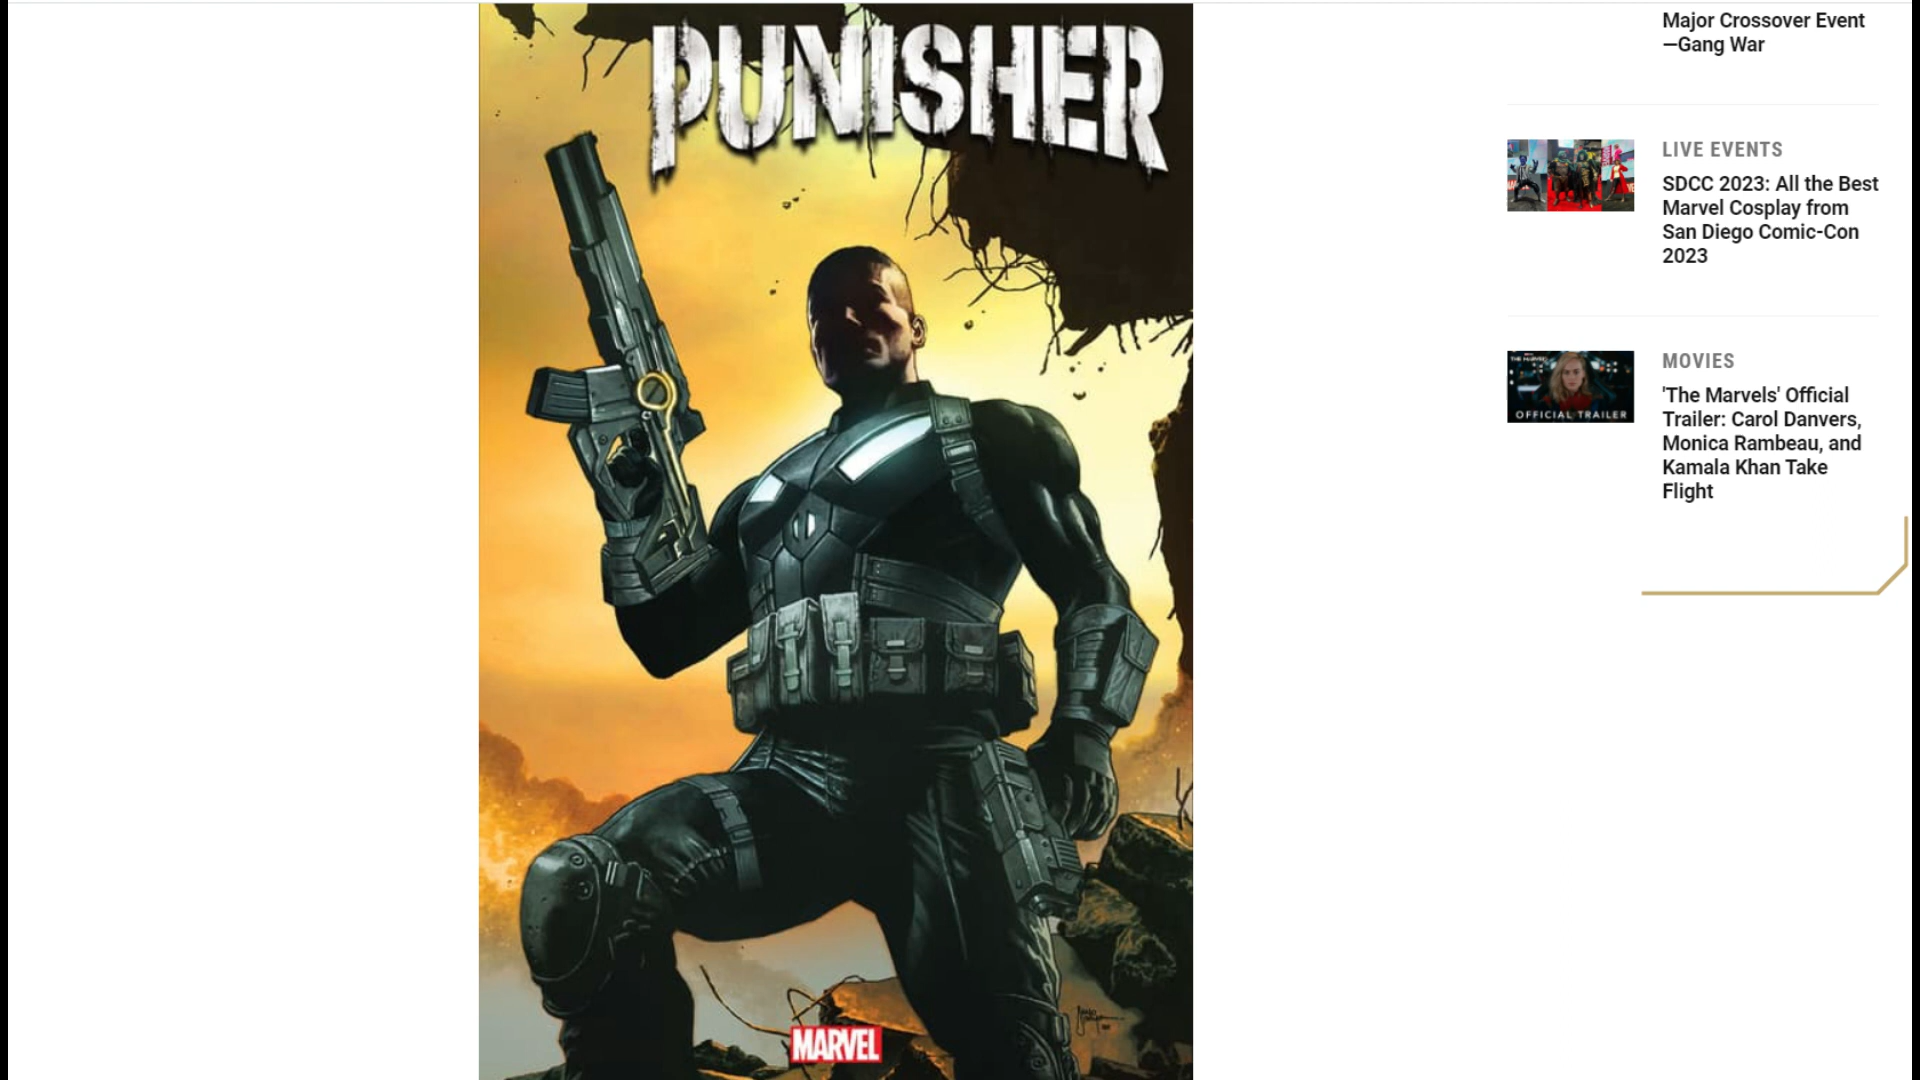 PUNISHER
MARVEL
Major Crossover Event
—Gang War
LIVE EVENTS
SDCC 2023: All the Best
Marvel Cosplay from
San Diego Comic-Con
2023
MOVIES
'The Marvels' Official
Trailer: Carol Danvers,
Monica Rambeau, and
Kamala Khan Take
Flight
OFFICIAL TRAILER